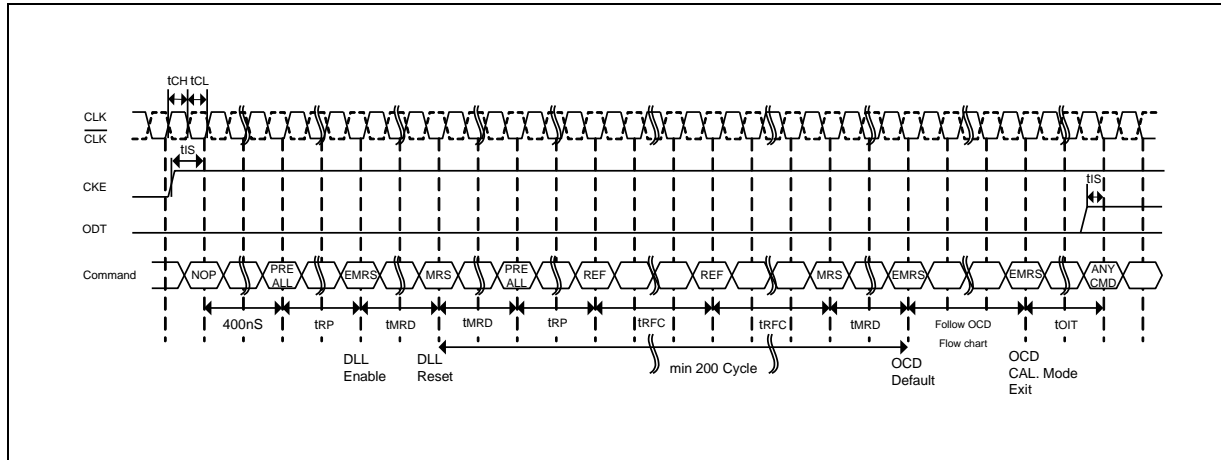 tCH tCL
CLK
CLK
tIS
CKE
tIS
ODT
Command
NOP
PRE
ALL
EMRS
MRS
PRE
ALL
REF
REF
MRS
EMRS
EMRS
ANY
CMD
400nS
tRP
tMRD
tMRD
tRP
tRFC
tRFC
tMRD
Follow OCD
Flow chart
tOIT
DLL
Enable
DLL
Reset
min 200 Cycle
OCD
Default
OCD
CAL. Mode
Exit